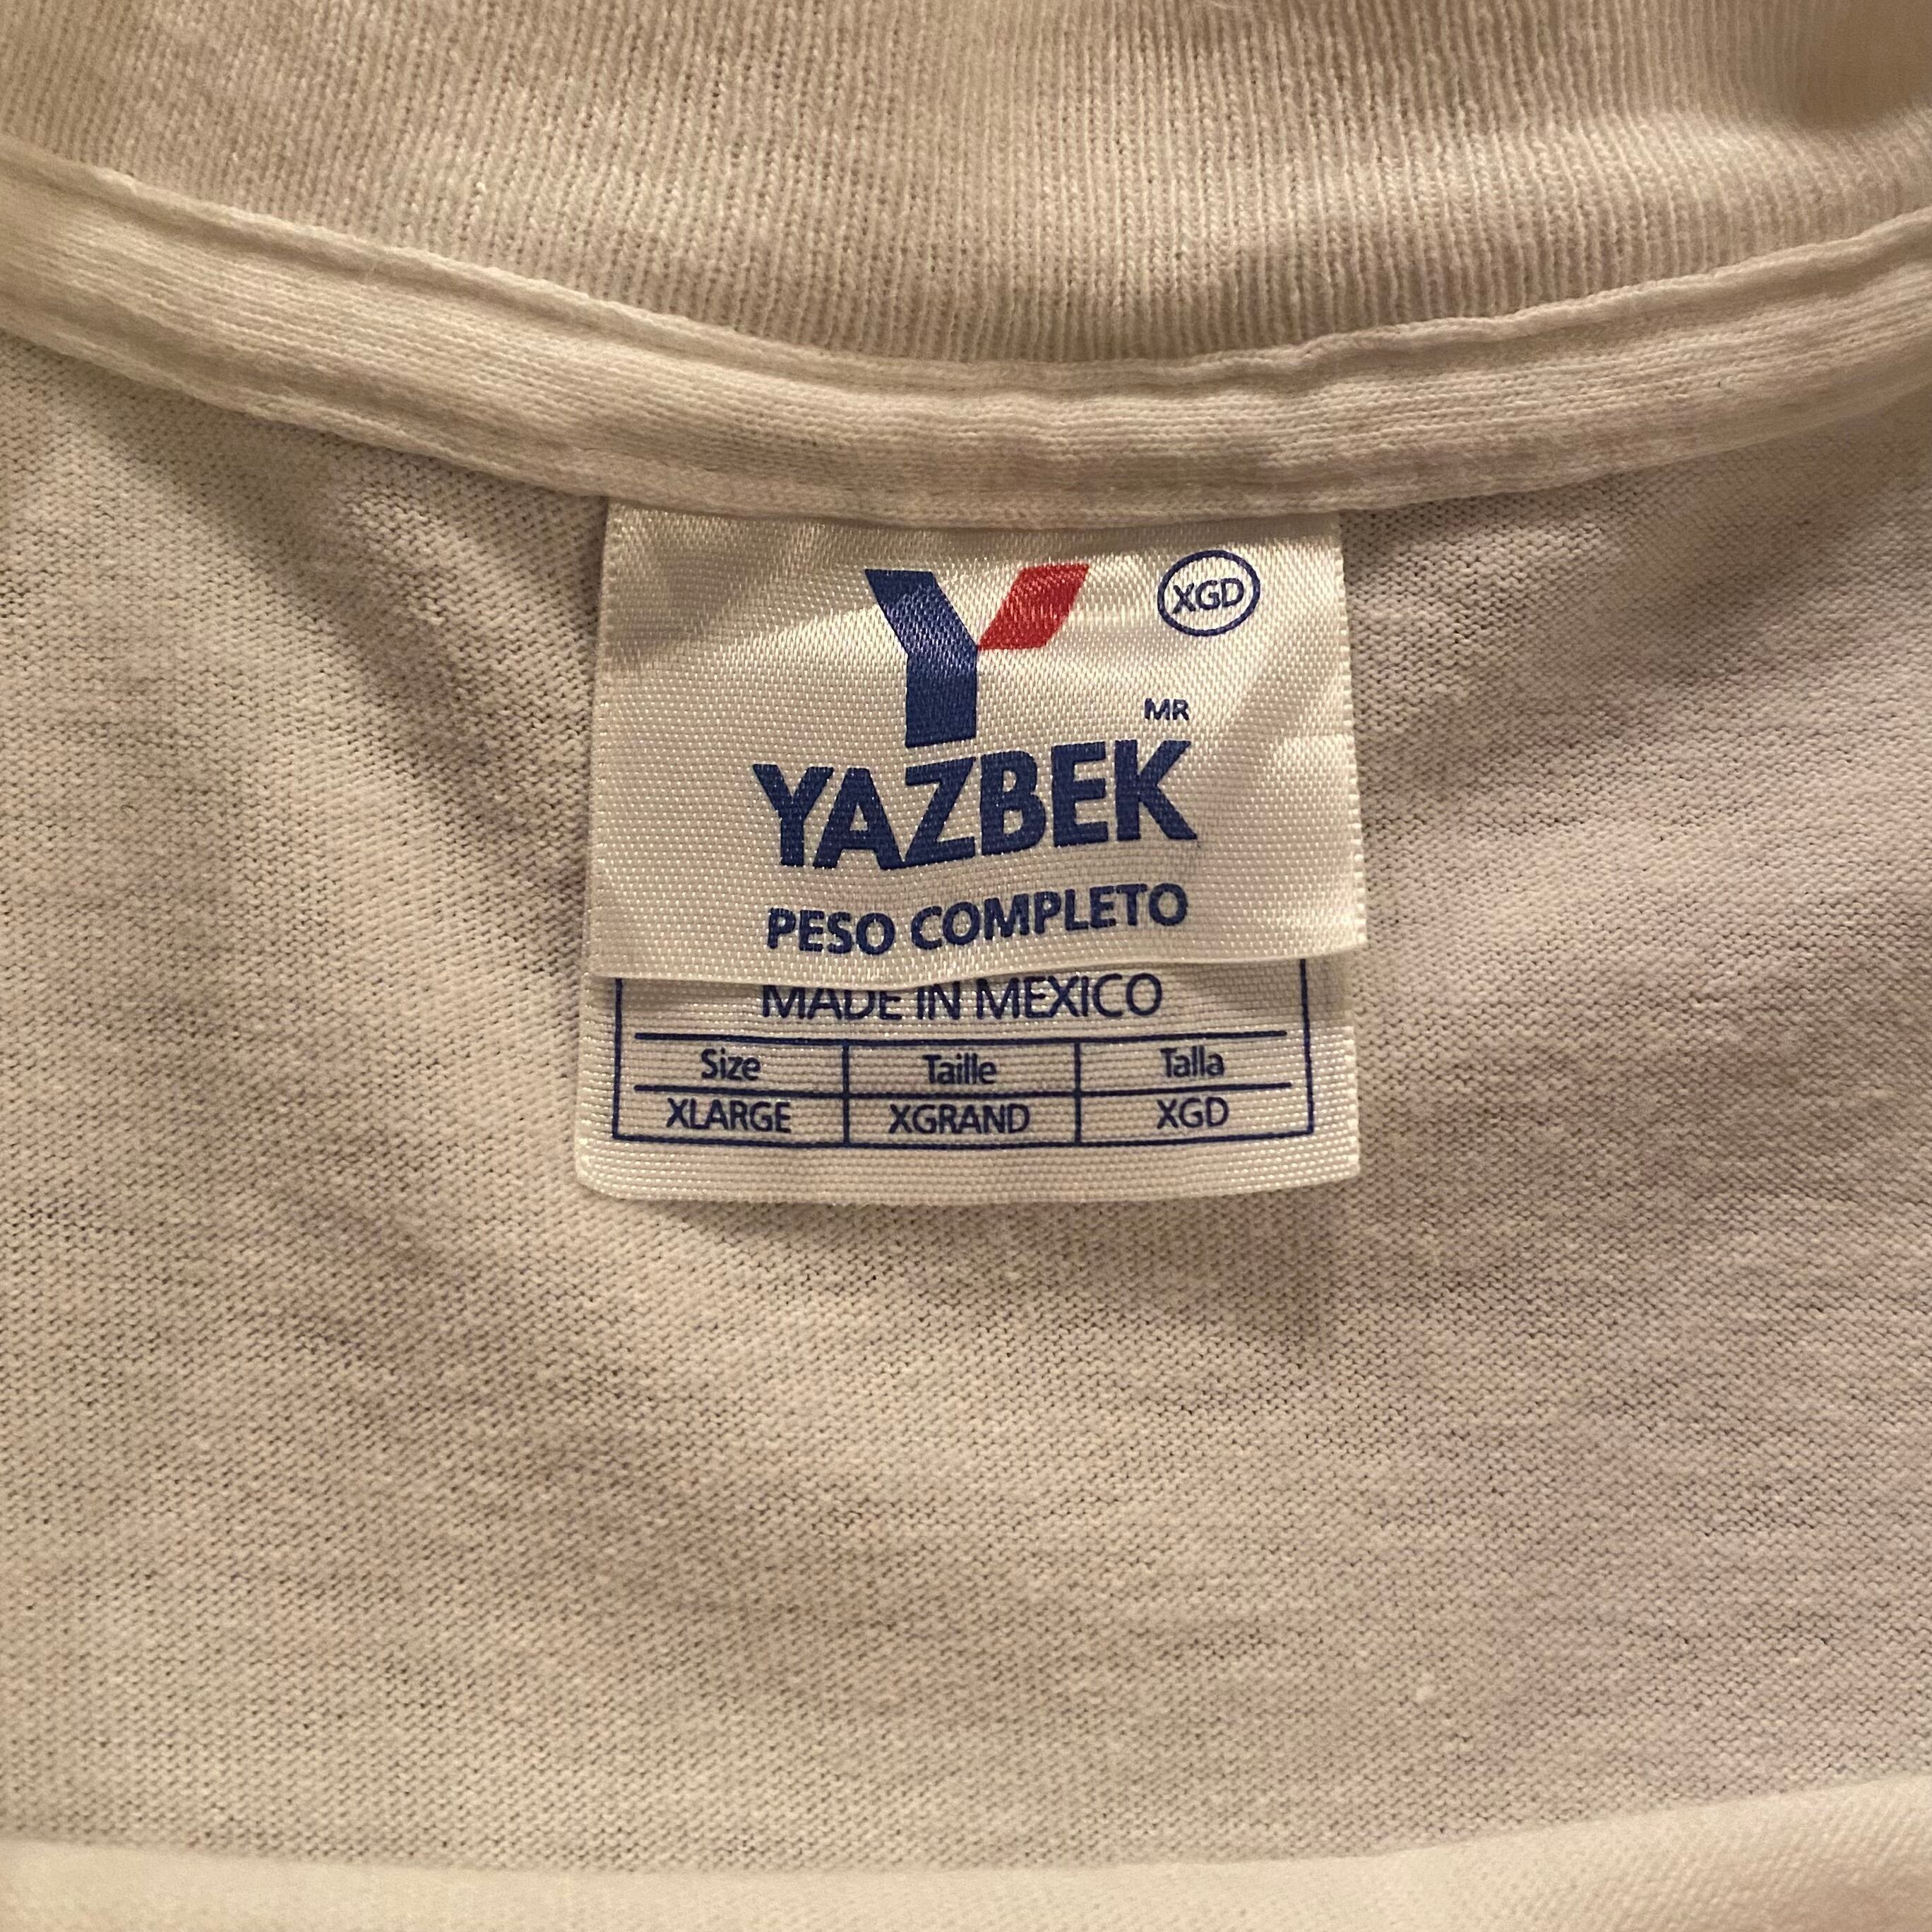 XGD
MR
YAZBEK
PESO COMPLETO
MADE IN MEXICO
Size Taille Talla
XLARGE XGRAND XGD